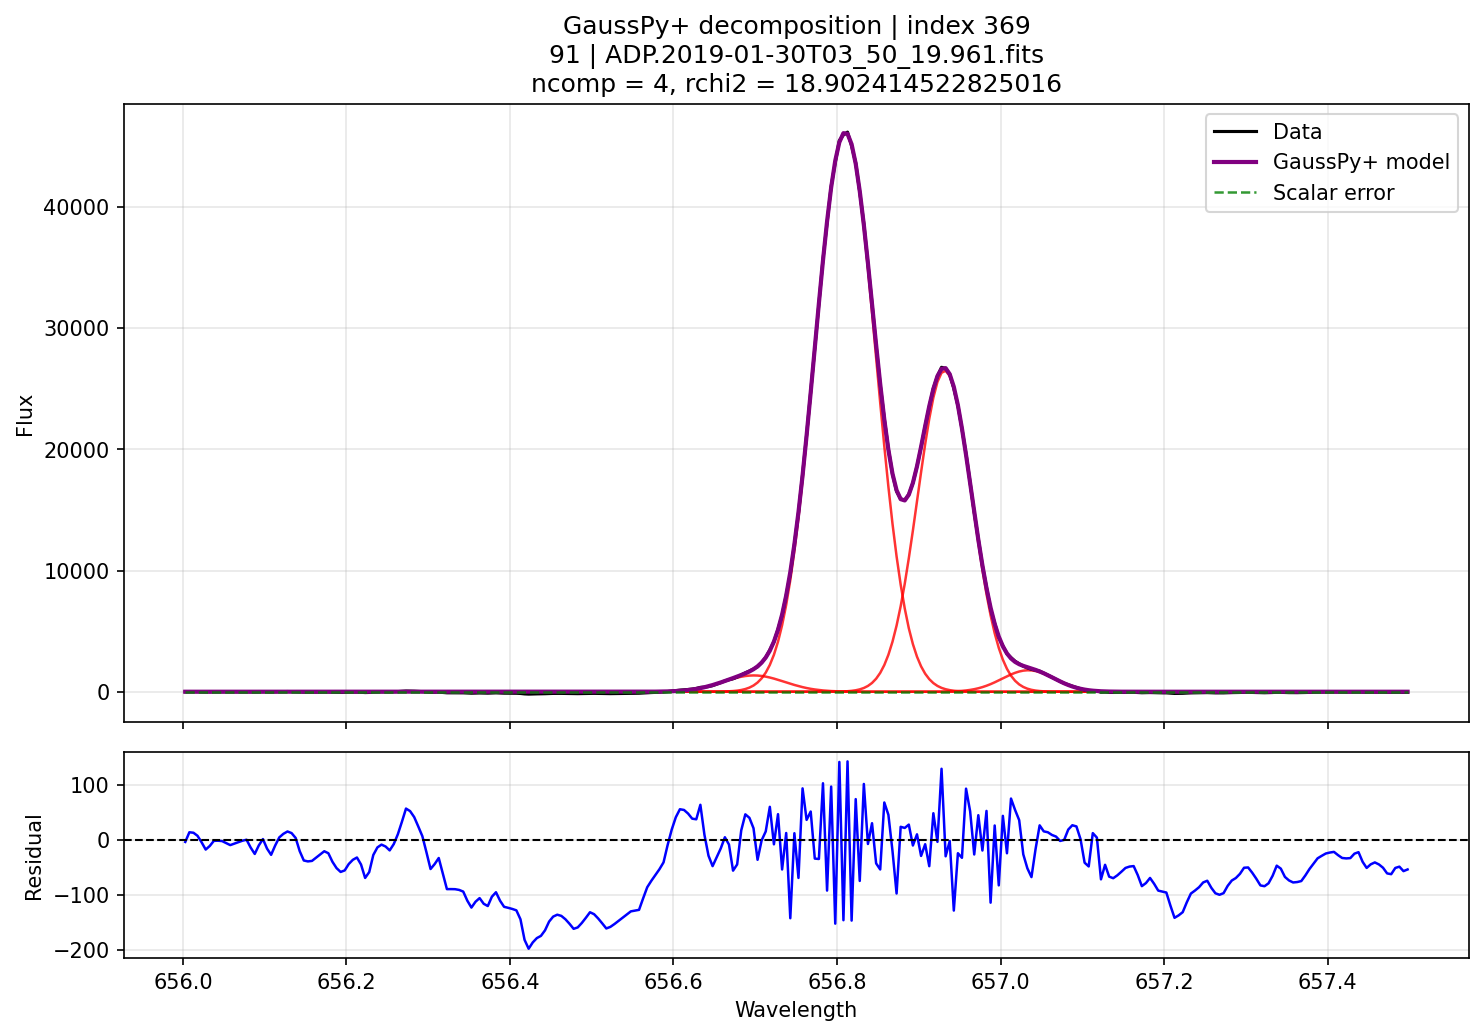 GaussPy+ decomposition | index 369
91 | ADP.2019-01-30T03_50_19.961.fits
ncomp = 4, rchi2 = 18.902414522825016
Data
GaussPy+ model
Scalar error
Flux
40000
30000
20000
10000
0
Residual
100
0
−100
−200
656.0 656.2 656.4 656.6 656.8 657.0 657.2 657.4
Wavelength